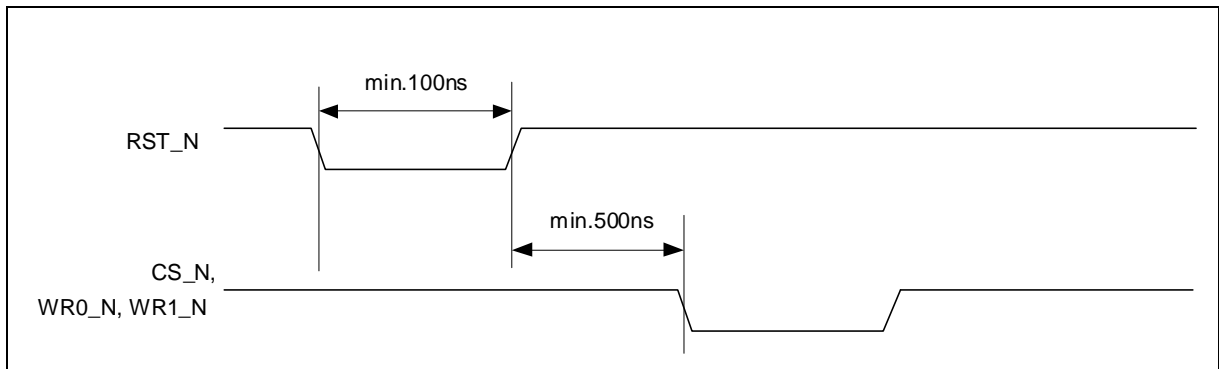 min.100ns
RST_N
min.500ns
CS_N,
WR0_N, WR1_N